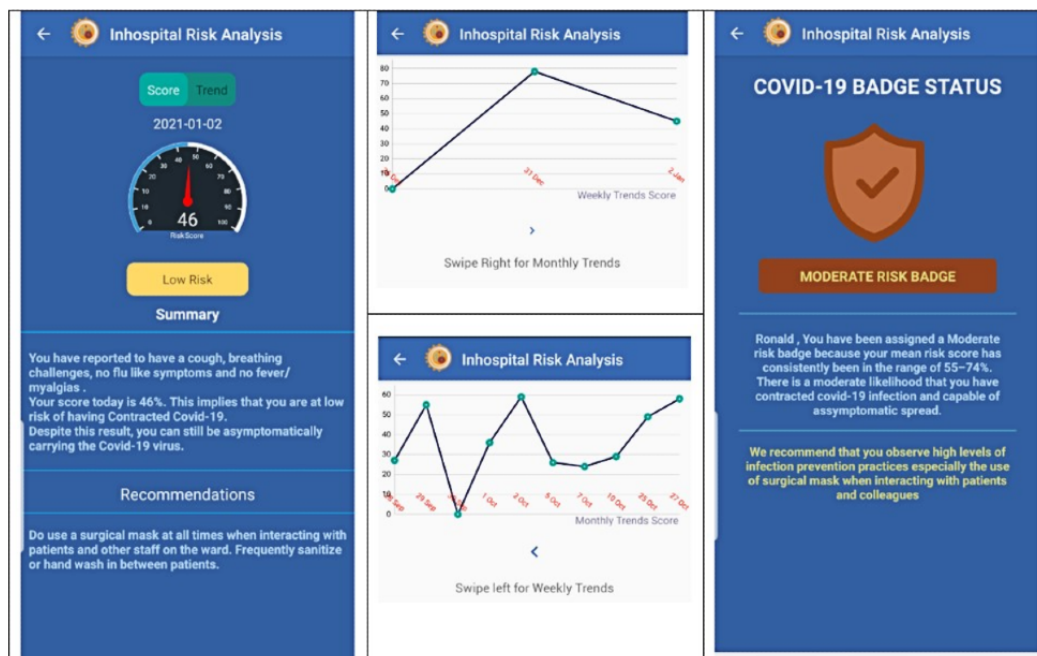 Inhospital Risk Analysis
Score Trend
2021-01-02
0 10 20 30 40 50 60 70 80 90 100
46
RiskScore
Low Risk
Summary
You have reported to have a cough, breathing
challenges, no flu like symptoms and no fever/
myalgias .
Your score today is 46%. This implies that you are at low
risk of having Contracted Covid-19.
Despite this result, you can still be asymptomatically
carrying the Covid-19 virus.
Recommendations
Do use a surgical mask at all times when interacting with
patients and other staff on the ward. Frequently sanitize
or hand wash in between patients.
Inhospital Risk Analysis
80
70
60
50
40
30
20
10
0
31 Dec 2 Jan
Weekly Trends Score
Swipe Right for Monthly Trends
Inhospital Risk Analysis
60
50
40
30
20
10
0
29 Sep 1 Oct 2 Oct 7 Oct 10 Oct 27 Oct
Monthly Trends Score
Swipe left for Weekly Trends
Inhospital Risk Analysis
COVID-19 BADGE STATUS
MODERATE RISK BADGE
Ronald , You have been assigned a Moderate
risk badge because your mean risk score has
consistently been in the range of 55–74%.
There is a moderate likelihood that you have
contracted covid-19 infection and capable of
assymptomatic spread.
We recommend that you observe high levels of
infection prevention practices especially the use
of surgical mask when interacting with patients
and colleagues